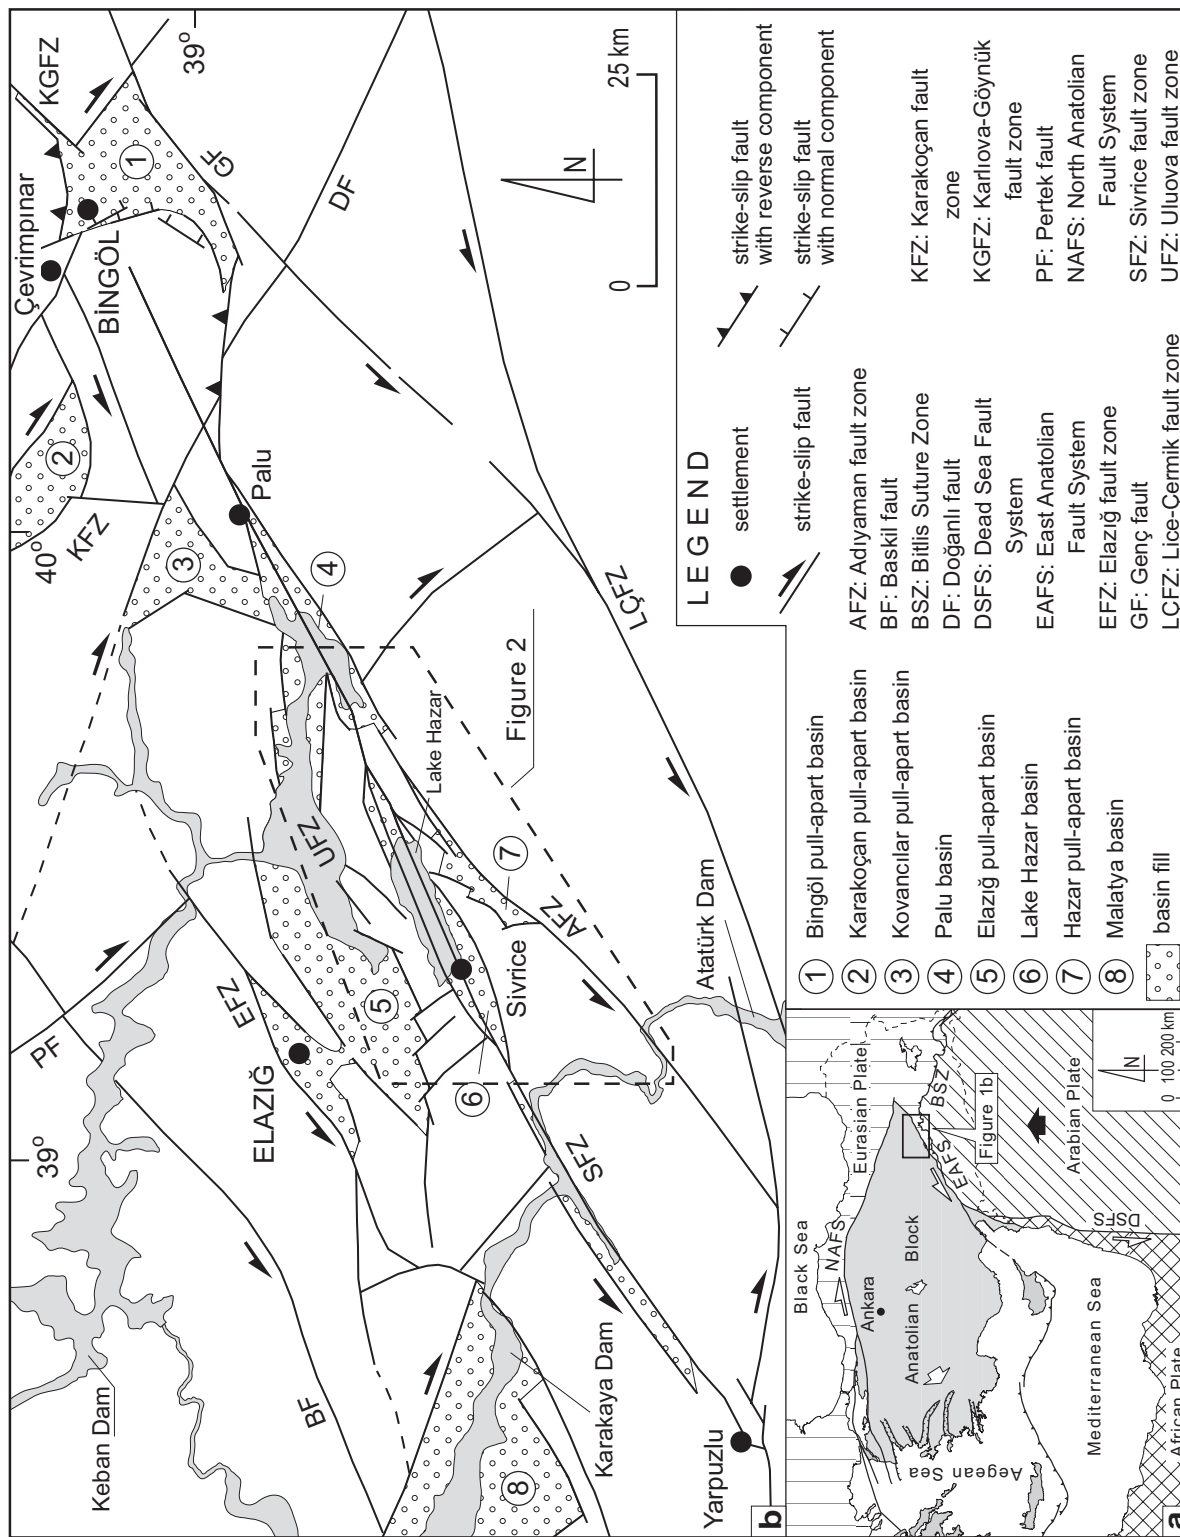 Çevrimpınar
KGFZ
39°
BİNGÖL
1
GF
DF
2
KFZ
40°
3
Palu
4
25 km
0
N
LÇFZ
Figure 2
Lake Hazar
UFZ
7
AFZ
Sivrice
5
6
EFZ
ELAZIĞ
PF
39°
SFZ
Atatürk Dam
Keban Dam
BF
Karakaya Dam
8
Yarpuzlu
b
LEGEND
settlement
strike-slip fault
strike-slip fault
with reverse component
strike-slip fault
with normal component
1 Bingöl pull-apart basin
2 Karakoçan pull-apart basin
3 Kovancılar pull-apart basin
4 Palu basin
5 Elazığ pull-apart basin
6 Lake Hazar basin
7 Hazar pull-apart basin
8 Malatya basin
basin fill
AFZ: Adıyaman fault zone
BF: Baskil fault
BSZ: Bitlis Suture Zone
DF: Doğanlı fault
DSFS: Dead Sea Fault
System
EAFS: East Anatolian
Fault System
EFZ: Elazığ fault zone
GF: Genç fault
LÇFZ: Lice-Çermik fault zone
KFZ: Karakoçan fault
zone
KGFZ: Karlıova-Göynük
fault zone
PF: Pertek fault
NAFS: North Anatolian
Fault System
SFZ: Sivrice fault zone
UFZ: Uluova fault zone
Black Sea
Eurasian Platel
NAFS
Ankara
Anatolian
Block
EAFS
BSZ
Figure 1b
Arabian Plate
DSFS
Aegean Sea
Mediterranean Sea
African Plate
N
0 100 200 km
a